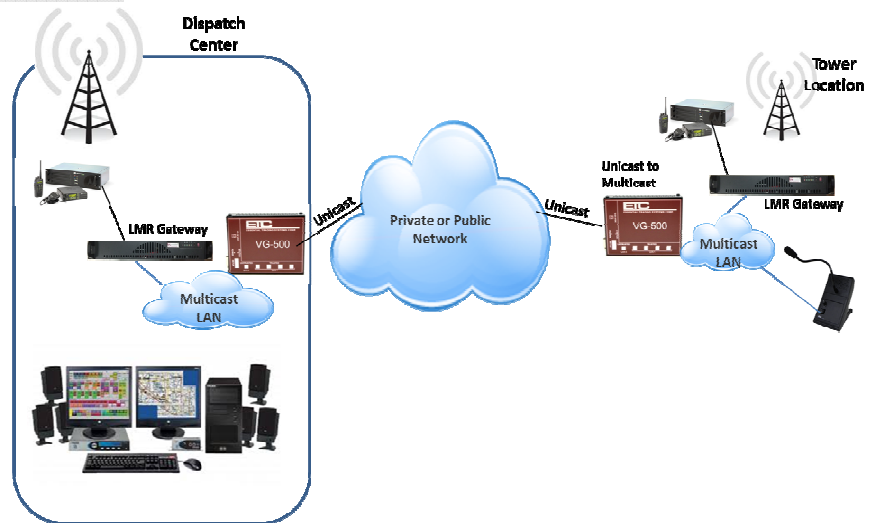 Dispatch
Center
LMR Gateway
VG-500
Multicast
LAN
Unicast
Private or Public
Network
Unicast
Unicast to
Multicast
VG-500
Tower
Location
LMR Gateway
Multicast
LAN